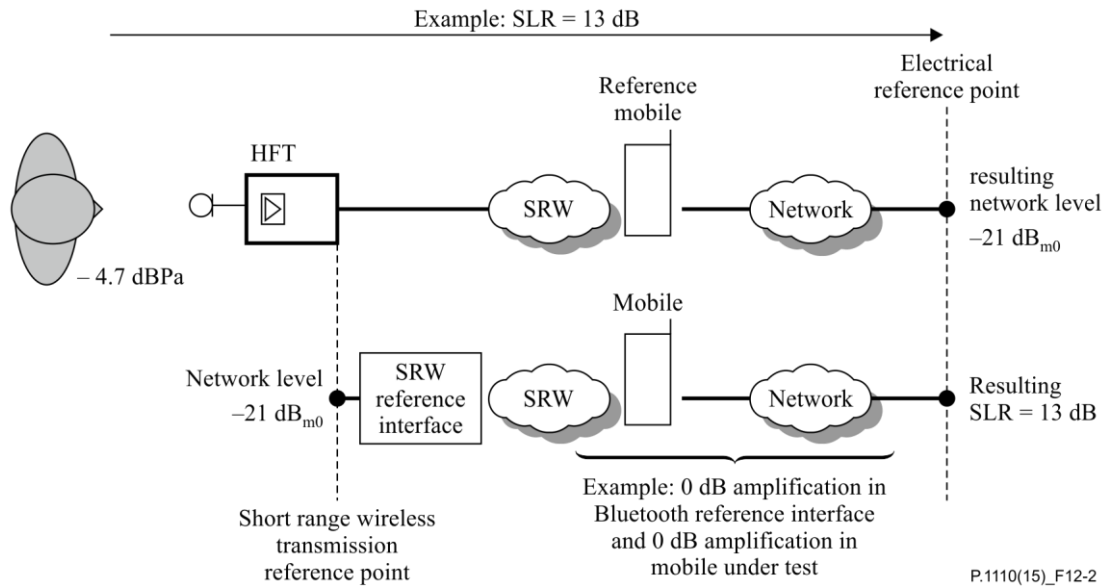 Example: SLR = 13 dB
Electrical
reference point
Reference
mobile
HFT
SRW
Network
resulting
network level
–21 dBm0
– 4.7 dBPa
Mobile
Network level
–21 dBm0
SRW
reference
interface
SRW
Network
Resulting
SLR = 13 dB
Short range wireless
transmission
reference point
Example: 0 dB amplification in
Bluetooth reference interface
and 0 dB amplification in
mobile under test
P.1110(15)_F12-2